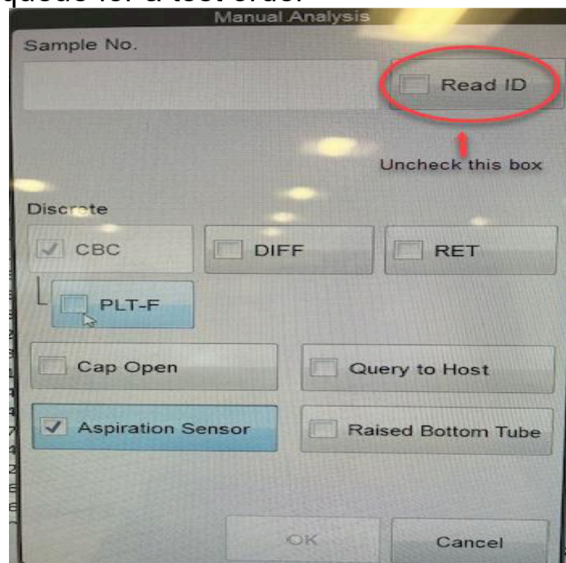 Manual Analysis
Sample No.
Read ID
Uncheck this box
Discrete
CBC
DIFF
RET
PLT-F
Cap Open
Query to Host
Aspiration Sensor
Raised Bottom Tube
OK
Cancel